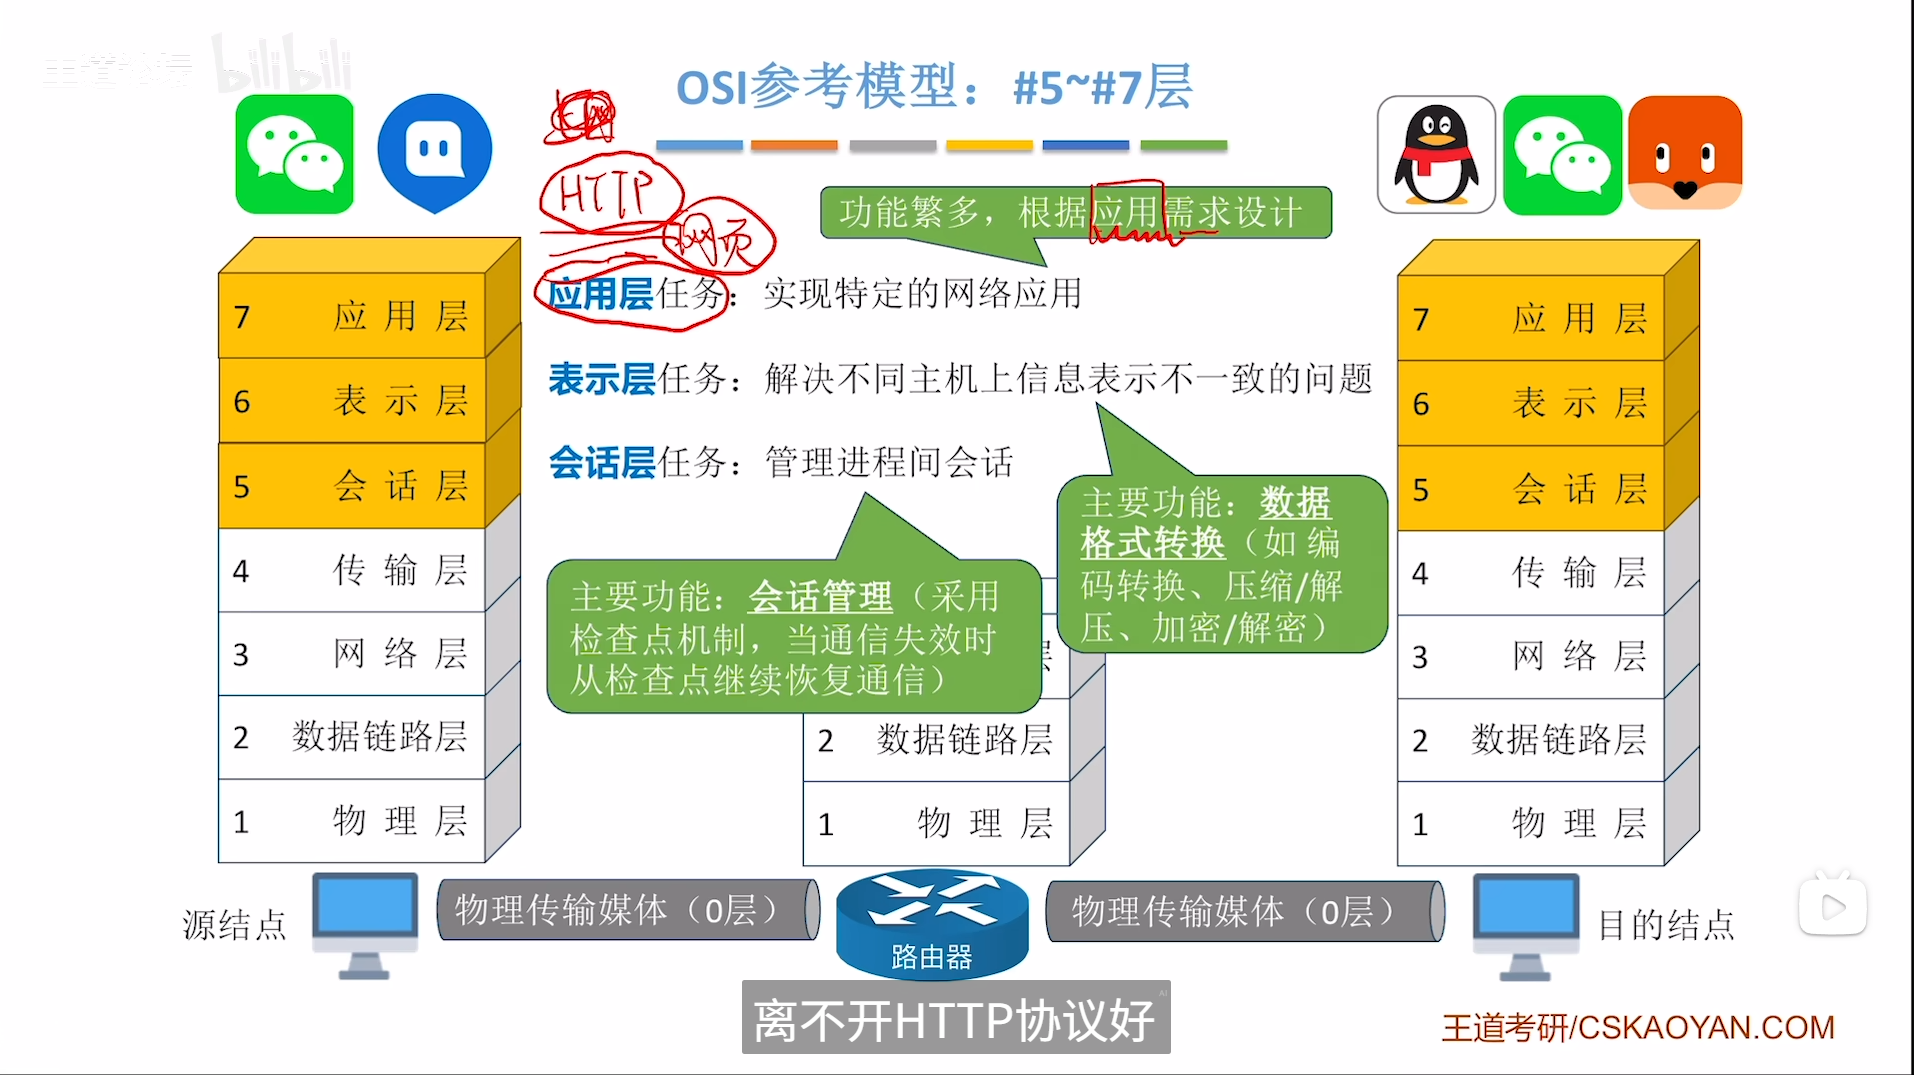 王道论坛 bilibili
OSI参考模型：#5~#7层
HTTP
网页
功能繁多，根据应用需求设计
应用层任务：实现特定的网络应用
表示层任务：解决不同主机上信息表示不一致的问题
会话层任务：管理进程间会话
主要功能：数据
格式转换（如 编
码转换、压缩/解
压、加密/解密）
主要功能：会话管理（采用
检查点机制，当通信失效时
从检查点继续恢复通信）
7 应用层
6 表示层
5 会话层
4 传输层
3 网络层
2 数据链路层
1 物理层
层
2 数据链路层
1 物理层
7 应用层
6 表示层
5 会话层
4 传输层
3 网络层
2 数据链路层
1 物理层
源结点
物理传输媒体（0层）
路由器
物理传输媒体（0层）
目的结点
离不开HTTP协议好
AI
王道考研/CSKAOYAN.COM